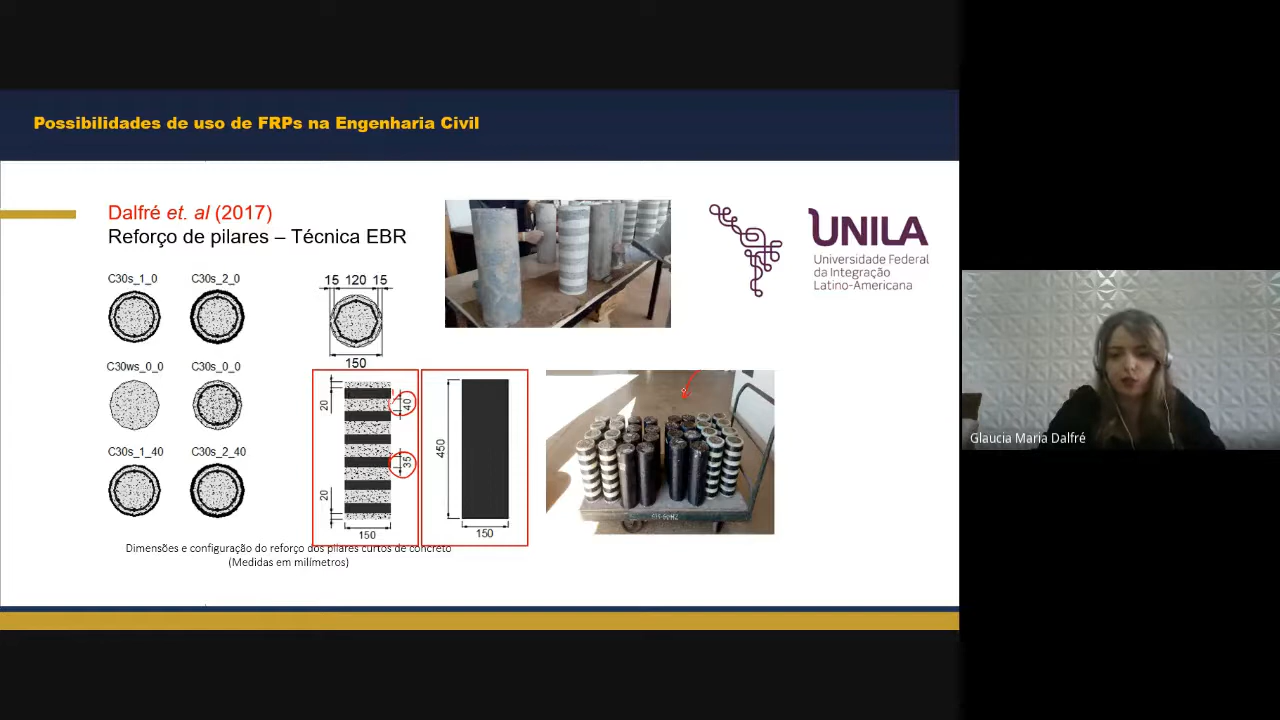 Possibilidades de uso de FRPs na Engenharia Civil
Dalfré et. al (2017)
Reforço de pilares – Técnica EBR
C30s_1_0
C30s_2_0
C30ws_0_0
C30s_0_0
C30s_1_40
C30s_2_40
15 120 15
150
20
40
35
20
150
450
150
Dimensões e configuração do reforço dos pilares curtos de concreto
(Medidas em milímetros)
UNILA
Universidade Federal
da Integração
Latino-Americana
Glaucia Maria Dalfré